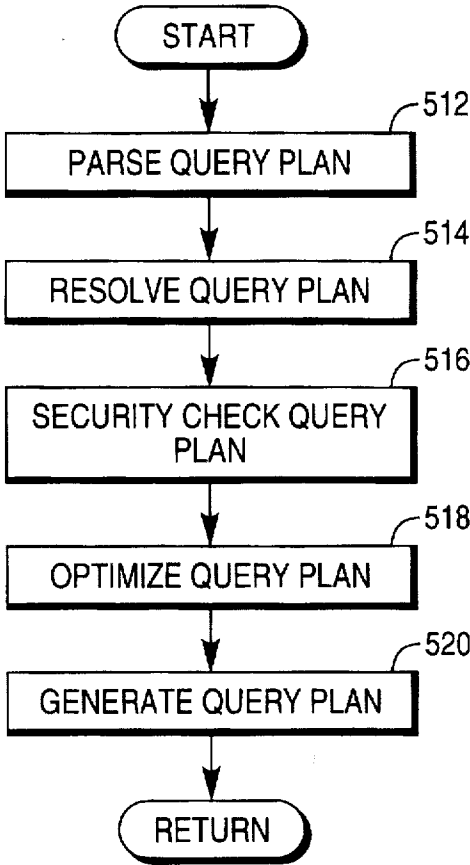 START
512
PARSE QUERY PLAN
514
RESOLVE QUERY PLAN
516
SECURITY CHECK QUERY
PLAN
518
OPTIMIZE QUERY PLAN
520
GENERATE QUERY PLAN
RETURN